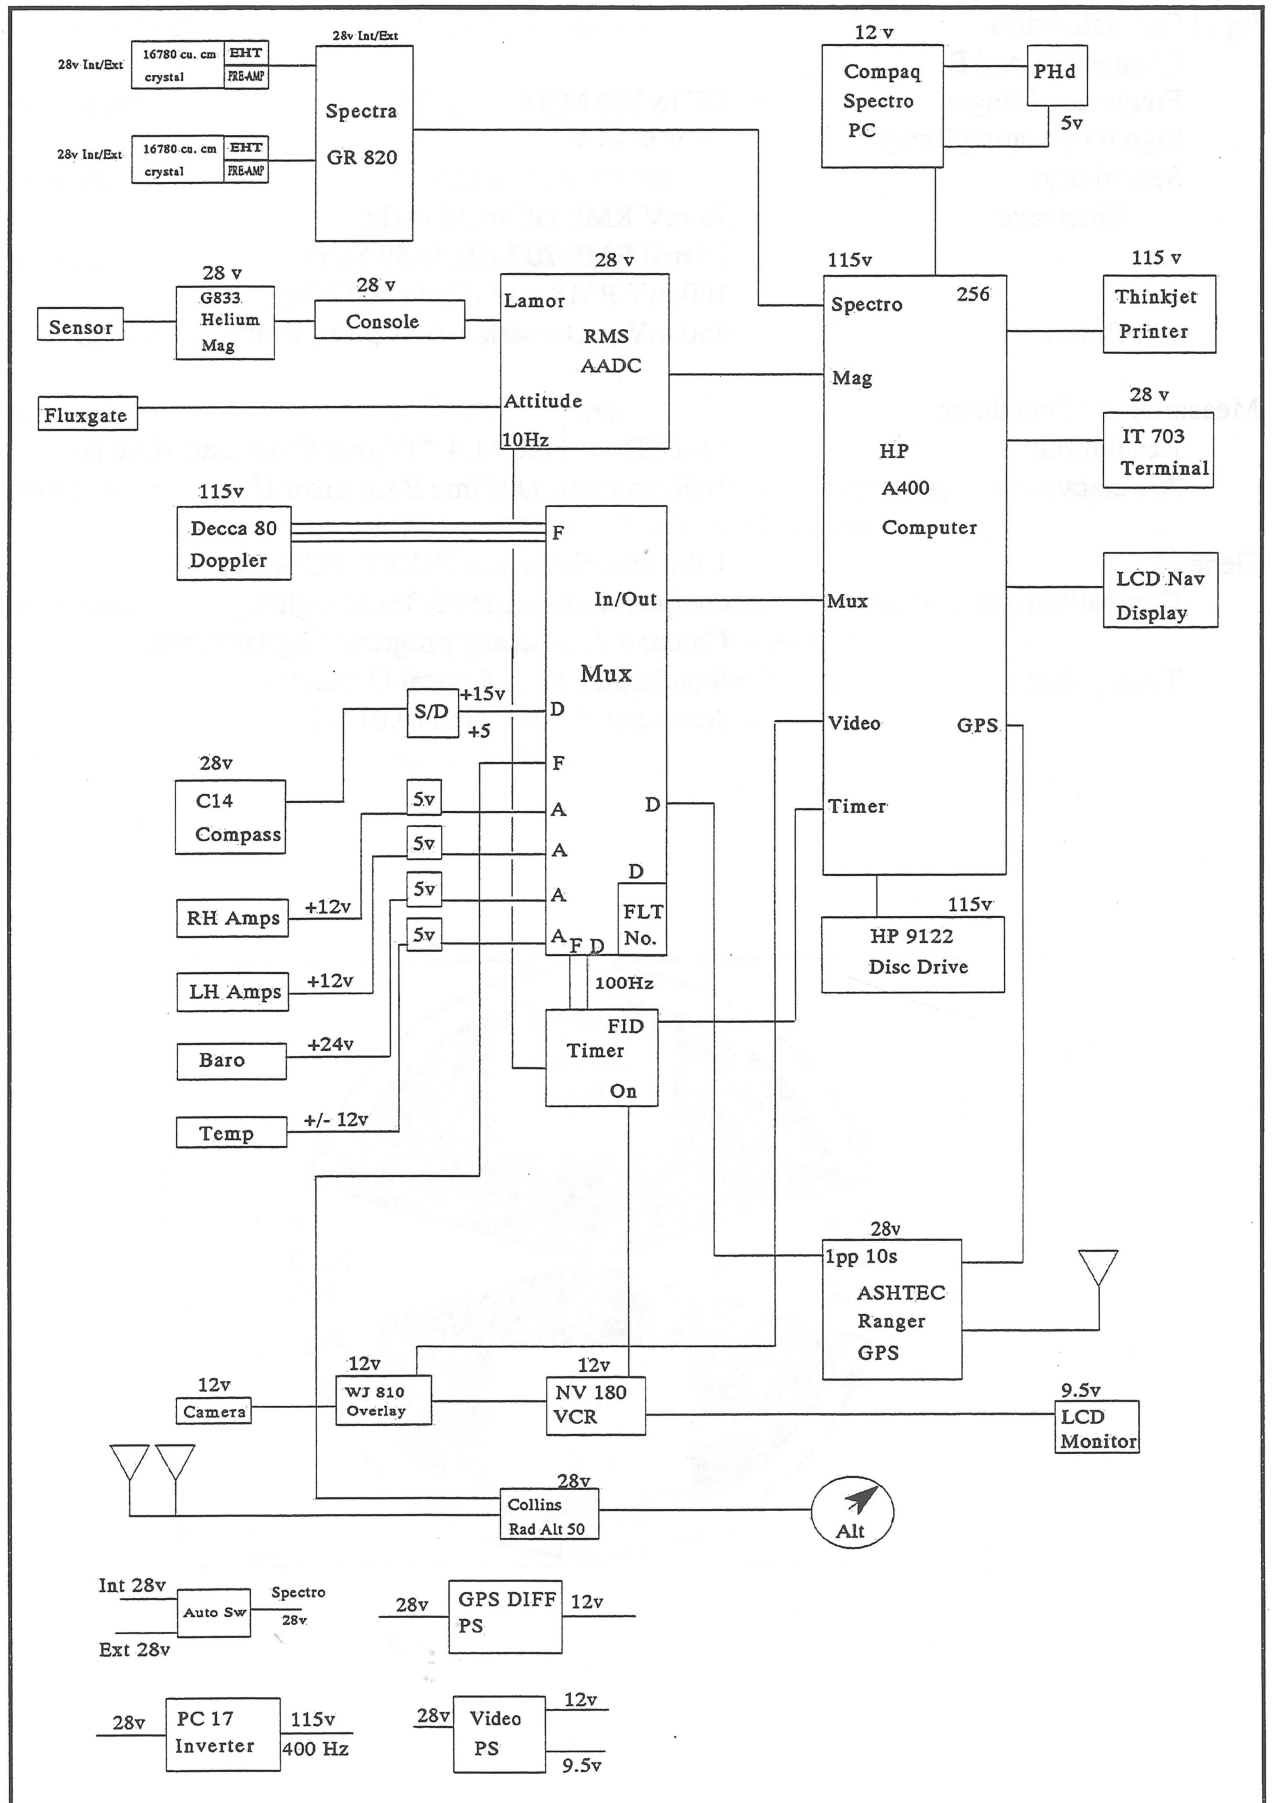 28v Int/Ext
12 v
28v Int/Ext
16780 cu. cm
crystal
EHT
PRE-AMP
Spectra
GR 820
Compaq
Spectro
PC
PHd
5v
28v Int/Ext
16780 cu. cm
crystal
EHT
PRE-AMP
28 v
G833
Helium
Mag
Sensor
28 v
Console
28 v
Lamor
RMS
AADC
Attitude
10Hz
Fluxgate
115v
256
Spectro
Mag
HP
A400
Computer
Mux
Video
GPS
Timer
115 v
Thinkjet
Printer
28 v
IT 703
Terminal
LCD Nav
Display
115v
Decca 80
Doppler
F
In/Out
Mux
S/D
+15v
+5
D
F
28v
C14
Compass
5v
A
5v
A
5v
A
5v
A
D
D
FLT
No.
F D
100Hz
RH Amps
+12v
LH Amps
+12v
Baro
+24v
Temp
+/- 12v
FID
Timer
On
115v
HP 9122
Disc Drive
28v
1pp 10s
ASHTEC
Ranger
GPS
12v
Camera
12v
WJ 810
Overlay
12v
NV 180
VCR
9.5v
LCD
Monitor
28v
Collins
Rad Alt 50
Alt
Int 28v
Ext 28v
Auto Sw
Spectro
28v
28v
GPS DIFF
PS
12v
28v
PC 17
Inverter
115v
400 Hz
28v
Video
PS
12v
9.5v